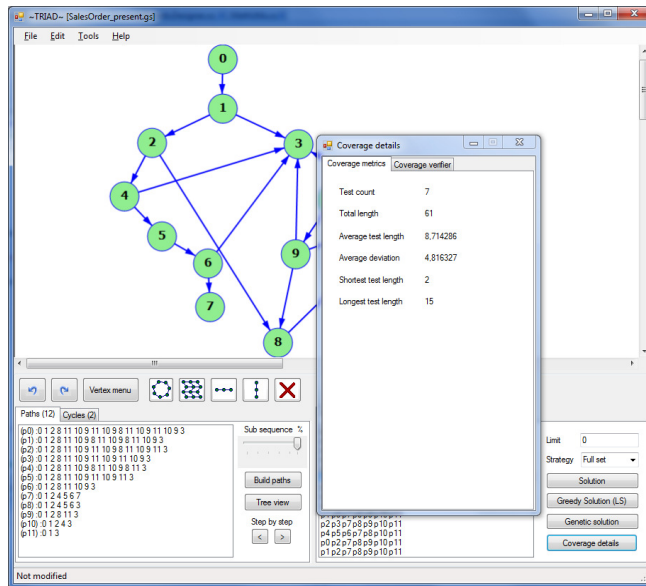 ~TRIAD~ [SalesOrder_present.gs]
File Edit Tools Help
0
1
2
3
4
5
6
9
7
8
Coverage details
Coverage metrics Coverage verifier
Test count 7
Total length 61
Average test length 8,714286
Average deviation 4,816327
Shortest test length 2
Longest test length 15
Vertex menu
Paths (12) Cycles (2)
(p0) :0 1 2 8 11 10 9 11 10 9 8 11 10 9 11 10 9 3
(p1) :0 1 2 8 11 10 9 8 11 10 9 8 11 10 9 3
(p2) :0 1 2 8 11 10 9 11 10 9 8 11 10 9 11 3
(p3) :0 1 2 8 11 10 9 11 10 9 11 10 9 3
(p4) :0 1 2 8 11 10 9 8 11 10 9 8 11 3
(p5) :0 1 2 8 11 10 9 11 10 9 11 3
(p6) :0 1 2 8 11 10 9 3
(p7) :0 1 2 4 5 6 7
(p8) :0 1 2 4 5 6 3
(p9) :0 1 2 8 11 3
(p10) :0 1 2 4 3
(p11) :0 1 3
Sub sequence %
Build paths
Tree view
Step by step
< >
p2 p3 p7 p8 p9 p10 p11
p4 p5 p6 p7 p8 p9 p10 p11
p0 p2 p7 p8 p9 p10 p11
p1 p2 p7 p8 p9 p10 p11
Limit 0
Strategy Full set
Solution
Greedy Solution (LS)
Genetic solution
Coverage details
Not modified